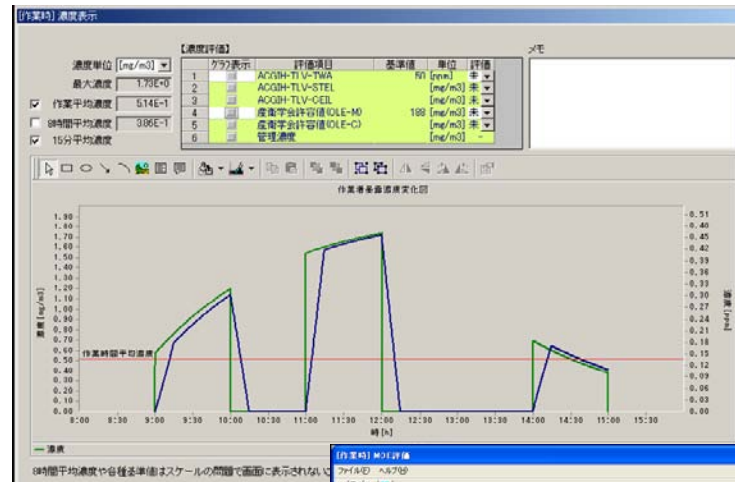 [作業時] 濃度表示
【濃度評価】
メモ
濃度単位 [mg/m3]
最大濃度 1.73E+0
作業平均濃度 5.14E-1
8時間平均濃度 3.86E-1
15分平均濃度
グラフ表示 評価項目 基準値 単位 評価
1 ACGIH-TLV-TWA 50 [ppm] 未
2 ACGIH-TLV-STEL [mg/m3] 未
3 ACGIH-TLV-CEIL [mg/m3] 未
4 産衛学会許容値(OLE-M) 188 [mg/m3] 未
5 産衛学会許容値(OLE-C) [mg/m3] 未
6 管理濃度 [mg/m3] -
作業者暴露濃度変化図
濃度 [mg/m3]
1.90
1.80
1.70
1.60
1.50
1.40
1.30
1.20
1.10
1.00
0.90
0.80
0.70
0.60
0.50
0.40
0.30
0.20
0.10
0.00
作業時間平均濃度
0.51
0.48
0.45
0.42
0.39
0.36
0.33
0.30
0.27
0.24
0.21
0.18
0.15
0.12
0.09
0.06
0.03
0.00
濃度 [ppm]
8:00 8:30 9:00 9:30 10:00 10:30 11:00 11:30 12:00 12:30 13:00 13:30 14:00 14:30 15:00 15:30
時 [h]
濃度
8時間平均濃度や各種基準値はスケールの問題で画面に表示されない
[作業時] MOE評価
ファイル(F) ヘルプ(H)